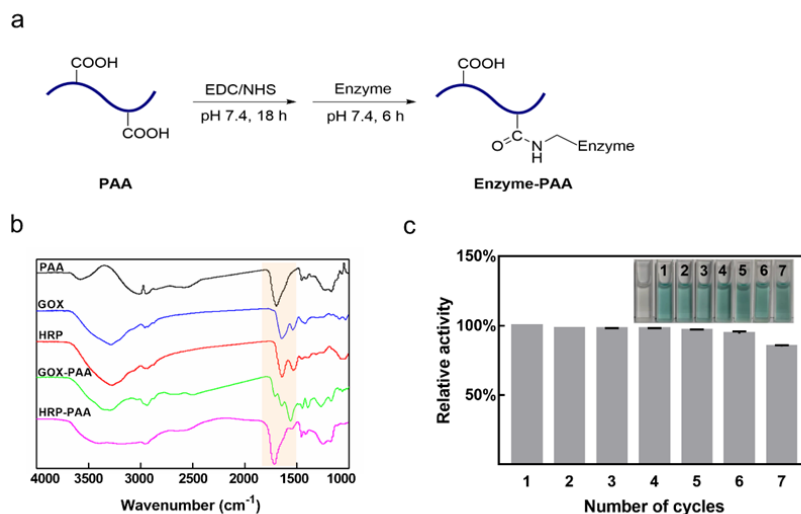 a
COOH
COOH
PAA
EDC/NHS
pH 7.4, 18 h
Enzyme
pH 7.4, 6 h
COOH
C
O
N
H
Enzyme
Enzyme-PAA
b
PAA
GOX
HRP
GOX-PAA
HRP-PAA
4000 3500 3000 2500 2000 1500 1000
Wavenumber (cm⁻¹)
c
150%
100%
50%
Relative activity
1 2 3 4 5 6 7
1 2 3 4 5 6 7
Number of cycles